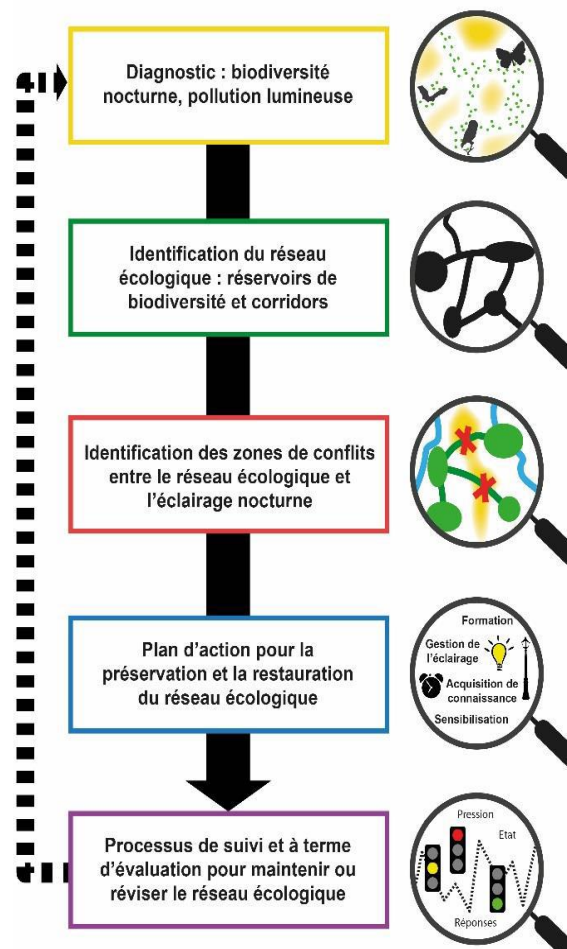 Diagnostic : biodiversité
nocturne, pollution lumineuse
Identification du réseau
écologique : réservoirs de
biodiversité et corridors
Identification des zones de conflits
entre le réseau écologique et
l’éclairage nocturne
Plan d’action pour la
préservation et la restauration
du réseau écologique
Formation
Gestion de
l’éclairage
Acquisition de
connaissance
Sensibilisation
Processus de suivi et à terme
d’évaluation pour maintenir ou
réviser le réseau écologique
Pression
Etat
Réponses